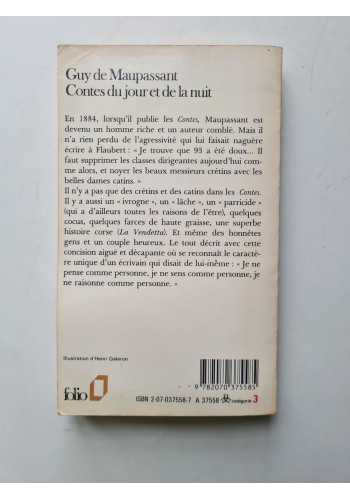 Guy de Maupassant
Contes du jour et de la nuit
En 1884, lorsqu'il publie les Contes, Maupassant est
devenu un homme riche et un auteur comblé. Mais il
n'a rien perdu de l'agressivité qui lui faisait naguère
écrire à Flaubert : « Je trouve que 93 a été doux... Il
faut supprimer les classes dirigeantes aujourd'hui com-
me alors, et noyer les beaux messieurs crétins avec les
belles dames catins. »
Il n'y a pas que des crétins et des catins dans les Contes.
Il y a aussi un « ivrogne », un « lâche », un « parricide »
(qui a d'ailleurs toutes les raisons de l'être), quelques
cocus, quelques farces de haute graisse, une superbe
histoire corse (La Vendetta). Et même des honnêtes
gens et un couple heureux. Le tout décrit avec cette
concision aiguë et décapante où se reconnaît le caractè-
re unique d'un écrivain qui disait de lui-même : « Je ne
pense comme personne, je ne sens comme personne, je
ne raisonne comme personne. »
Illustration d'Henri Galeron
9 782070 375585
folio
ISBN 2-07-037558-7 A 37558 catégorie 3